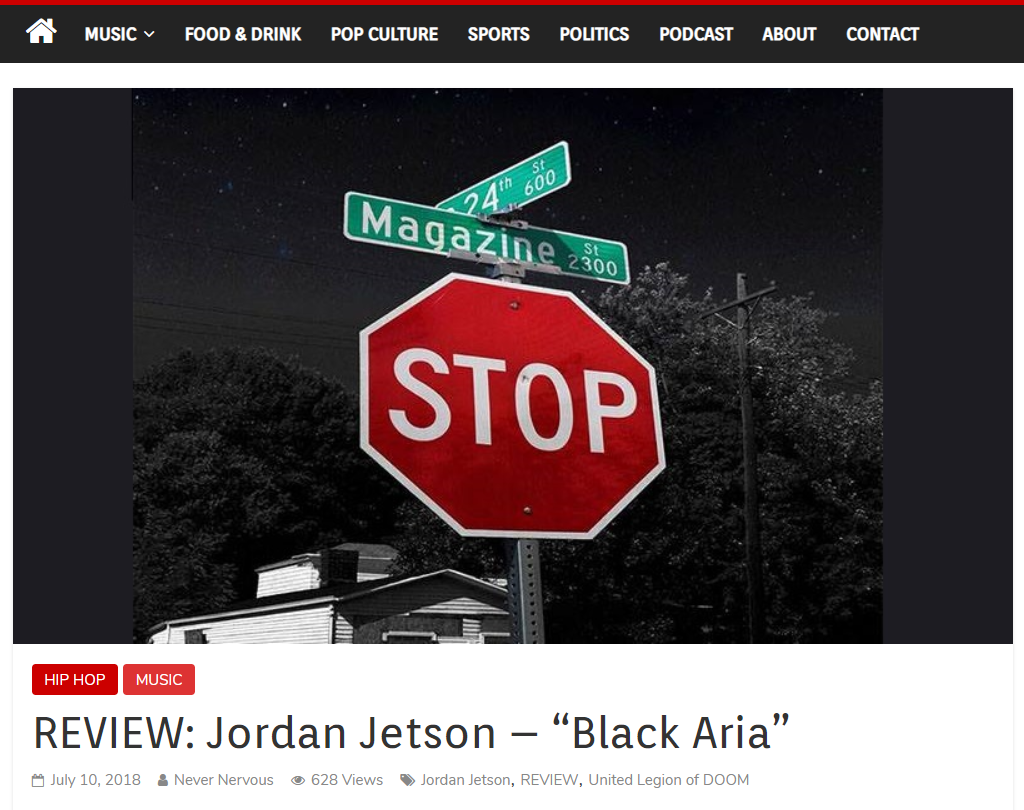 MUSIC FOOD & DRINK POP CULTURE SPORTS POLITICS PODCAST ABOUT CONTACT
24th St 600
Magazine St 2300
STOP
HIP HOP MUSIC
REVIEW: Jordan Jetson – “Black Aria”
July 10, 2018 Never Nervous 628 Views Jordan Jetson, REVIEW, United Legion of DOOM